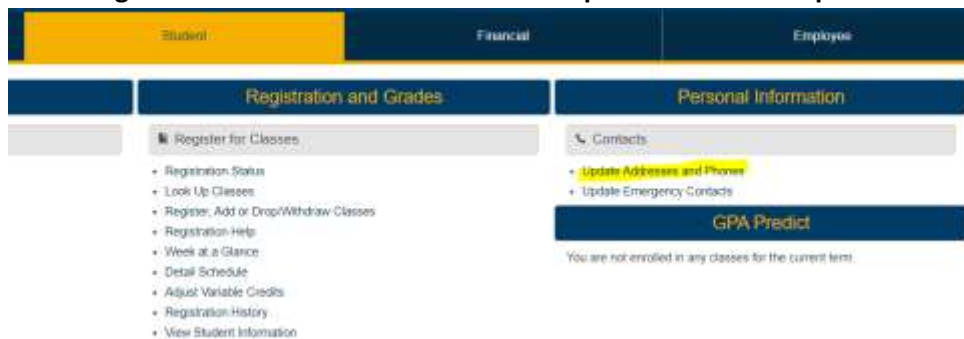 Student
Financial
Employee
Registration and Grades
Register for Classes
Registration Status
Look Up Classes
Register, Add or Drop/Withdraw Classes
Registration Help
Week at a Glance
Detail Schedule
Adjust Variable Credits
Registration History
View Student Information
Personal Information
Contacts
Update Addresses and Phones
Update Emergency Contacts
GPA Predict
You are not enrolled in any classes for the current term.